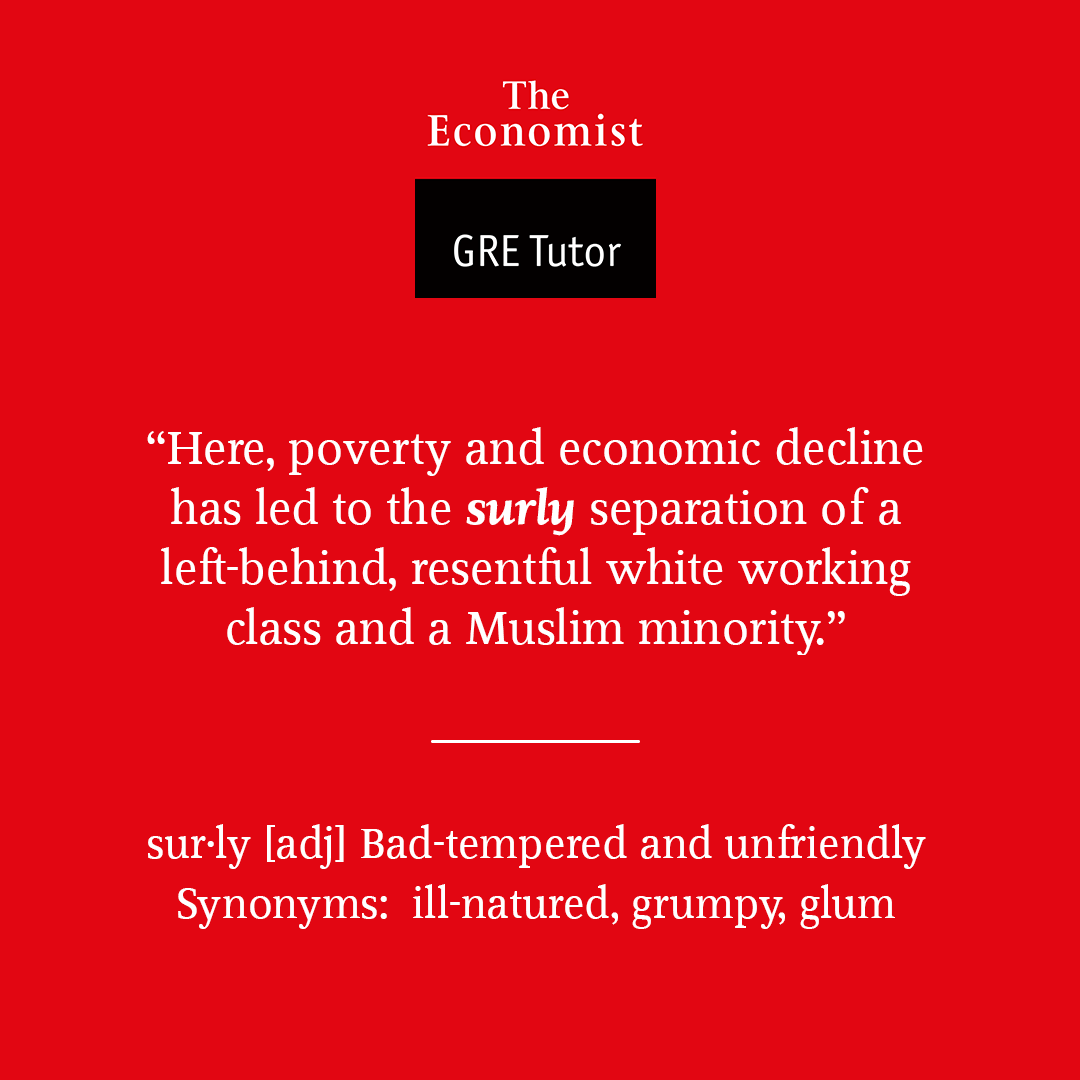 The
Economist
GRE Tutor
“Here, poverty and economic decline
has led to the surly separation of a
left-behind, resentful white working
class and a Muslim minority.”
sur·ly [adj] Bad-tempered and unfriendly
Synonyms:  ill-natured, grumpy, glum